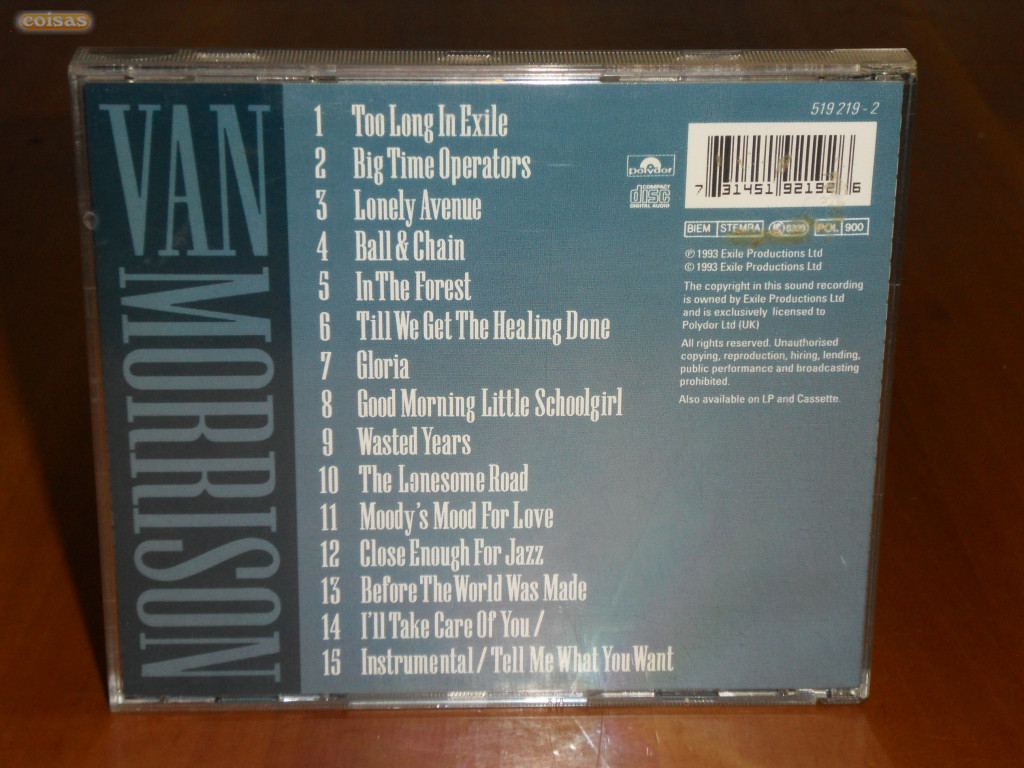 coisas
VAN MORRISON
1 Too Long In Exile
2 Big Time Operators
3 Lonely Avenue
4 Ball & Chain
5 In The Forest
6 Till We Get The Healing Done
7 Gloria
8 Good Morning Little Schoolgirl
9 Wasted Years
10 The Lonesome Road
11 Moody's Mood For Love
12 Close Enough For Jazz
13 Before The World Was Made
14 I'll Take Care Of You /
15 Instrumental / Tell Me What You Want
519 219 - 2
polydor
COMPACT
disc
DIGITAL AUDIO
7 31451 92192 6
BIEM STEMRA POL 900
℗ 1993 Exile Productions Ltd
© 1993 Exile Productions Ltd
The copyright in this sound recording
is owned by Exile Productions Ltd
and is exclusively licensed to
Polydor Ltd (UK)
All rights reserved. Unauthorised
copying, reproduction, hiring, lending,
public performance and broadcasting
prohibited.
Also available on LP and Cassette.